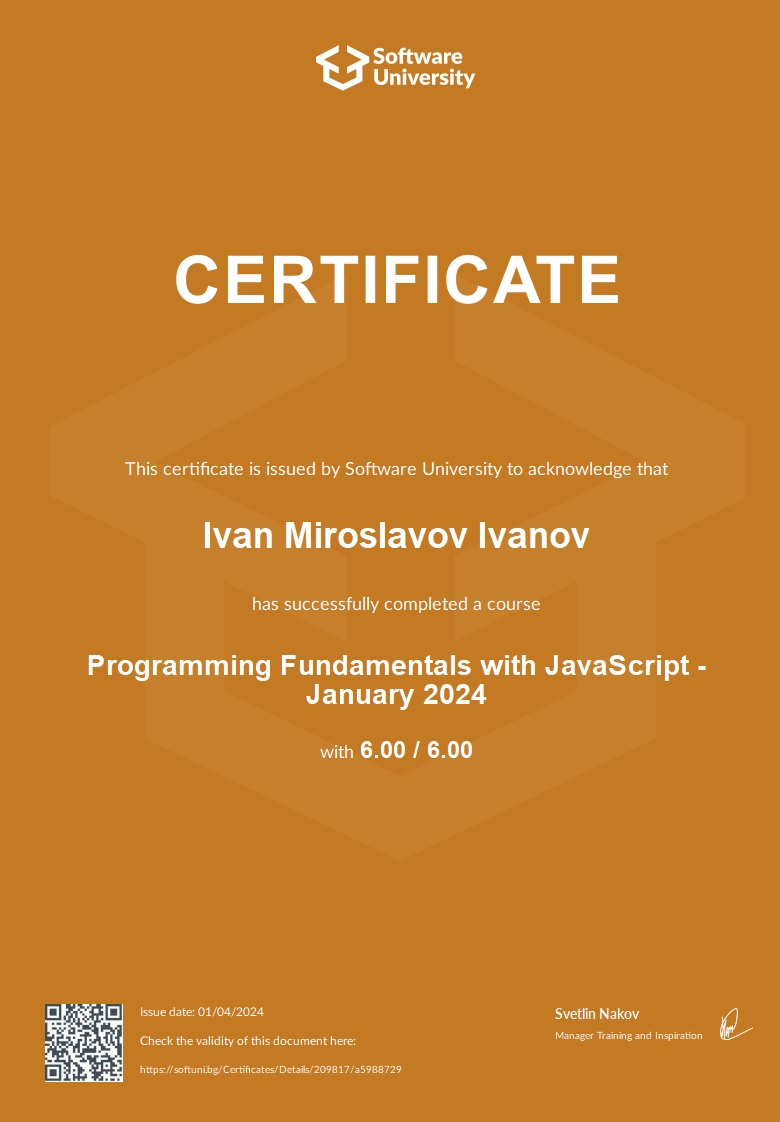 Software
University
CERTIFICATE
This certificate is issued by Software University to acknowledge that
Ivan Miroslavov Ivanov
has successfully completed a course
Programming Fundamentals with JavaScript -
January 2024
with 6.00 / 6.00
Issue date: 01/04/2024
Check the validity of this document here:
https://softuni.bg/Certificates/Details/209817/a5988729
Svetlin Nakov
Manager Training and Inspiration